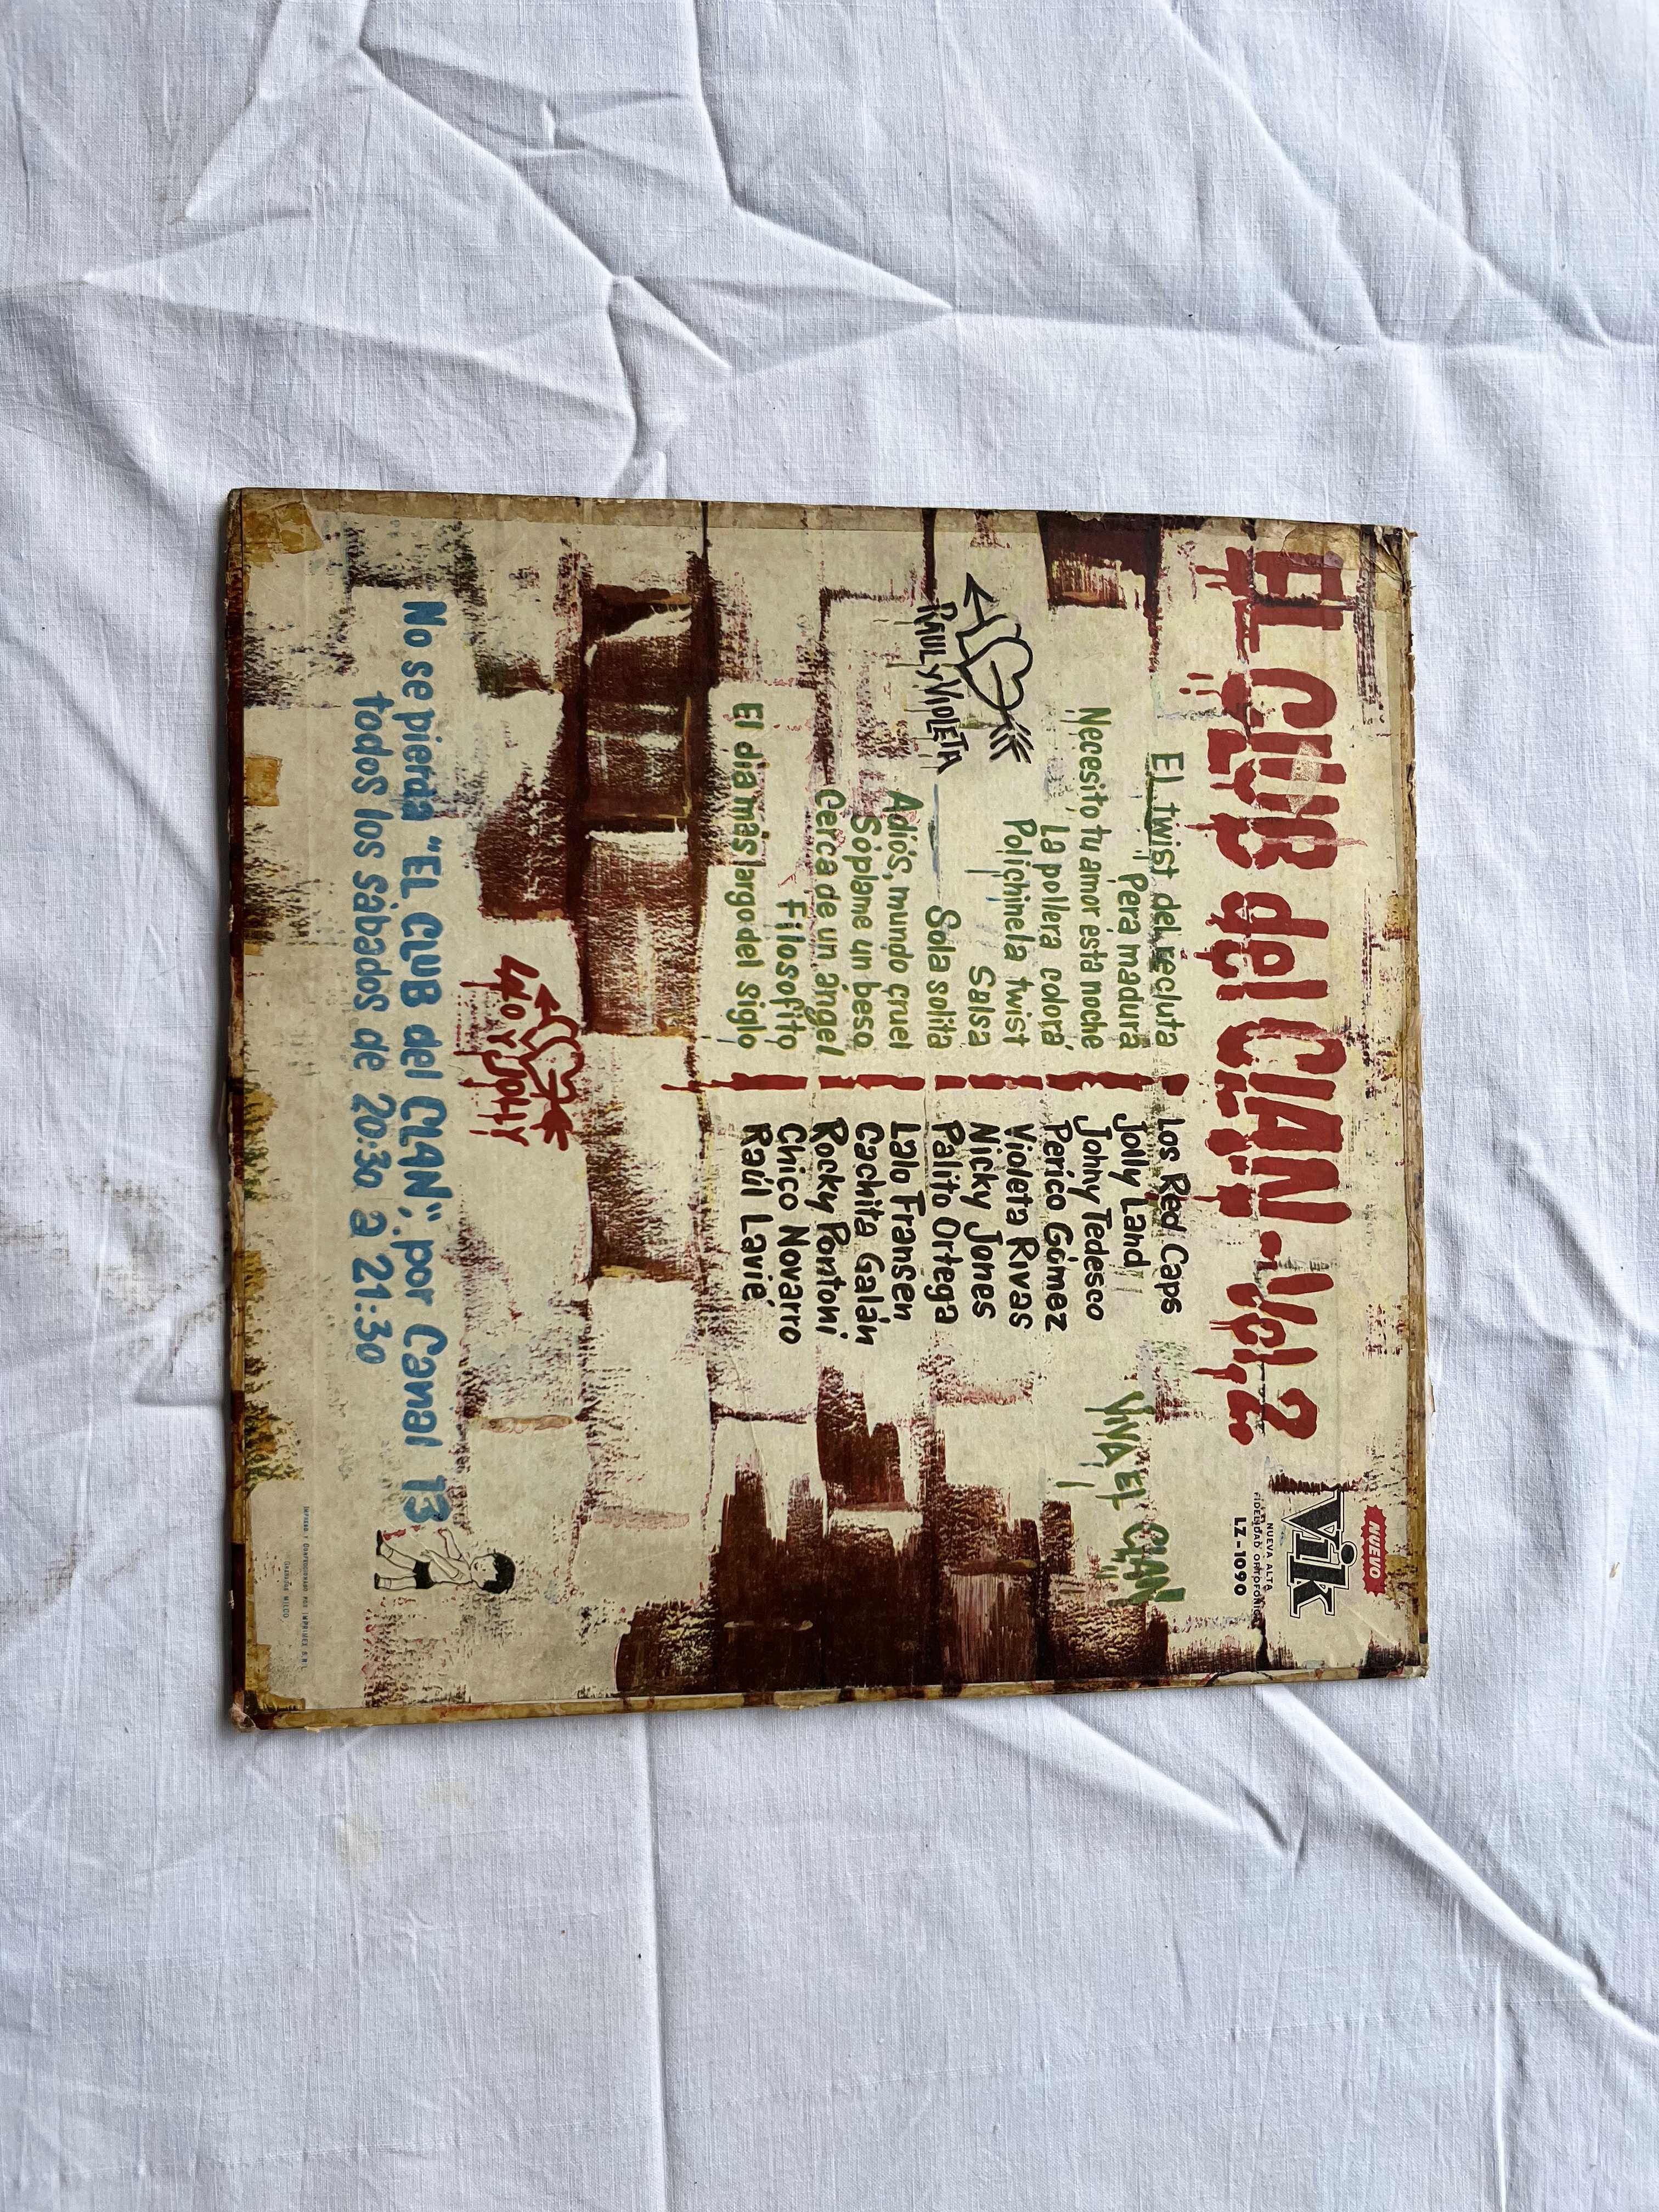 EL CLUB del CLAN - Vol. 2
NUEVO
Vik
NUEVA ALTA
FIDELIDAD ORTOFONICA
LZ-1090
El twist del recluta Los Red Caps
Pera madura Jolly Land
Necesito tu amor esta noche Johny Tedesco
La pollera colorá Perico Gómez
Polichinela twist Violeta Rivas
Salsa Nicky Jones
Sola solita Palito Ortega
Adiós, mundo cruel Lalo Fransen
Sóplame un beso Cachita Galán
Cerca de un ángel Rocky Pontoni
Filosofito Chico Novarro
El día más largo del siglo Raúl Lavié
VIVA EL CLAN
RAUL y VIOLETA
LALO Y JOLLY
No se pierda "EL CLUB del CLAN", por Canal 13
todos los sábados de 20:30 a 21:30
IMPRESO Y CONFECCIONADO POR IMPRIMEX S.R.L.